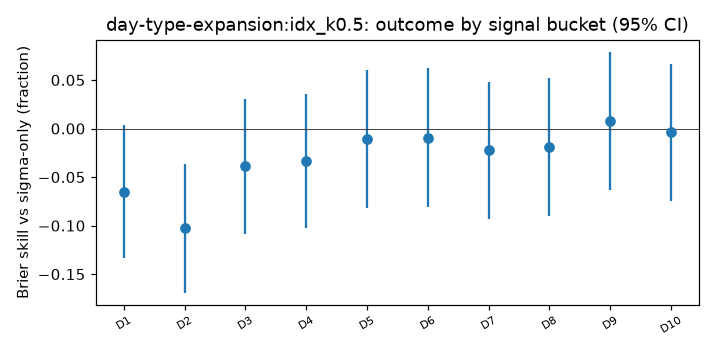 day-type-expansion:idx_k0.5: outcome by signal bucket (95% CI)
Brier skill vs sigma-only (fraction)
0.05
0.00
−0.05
−0.10
−0.15
D1
D2
D3
D4
D5
D6
D7
D8
D9
D10